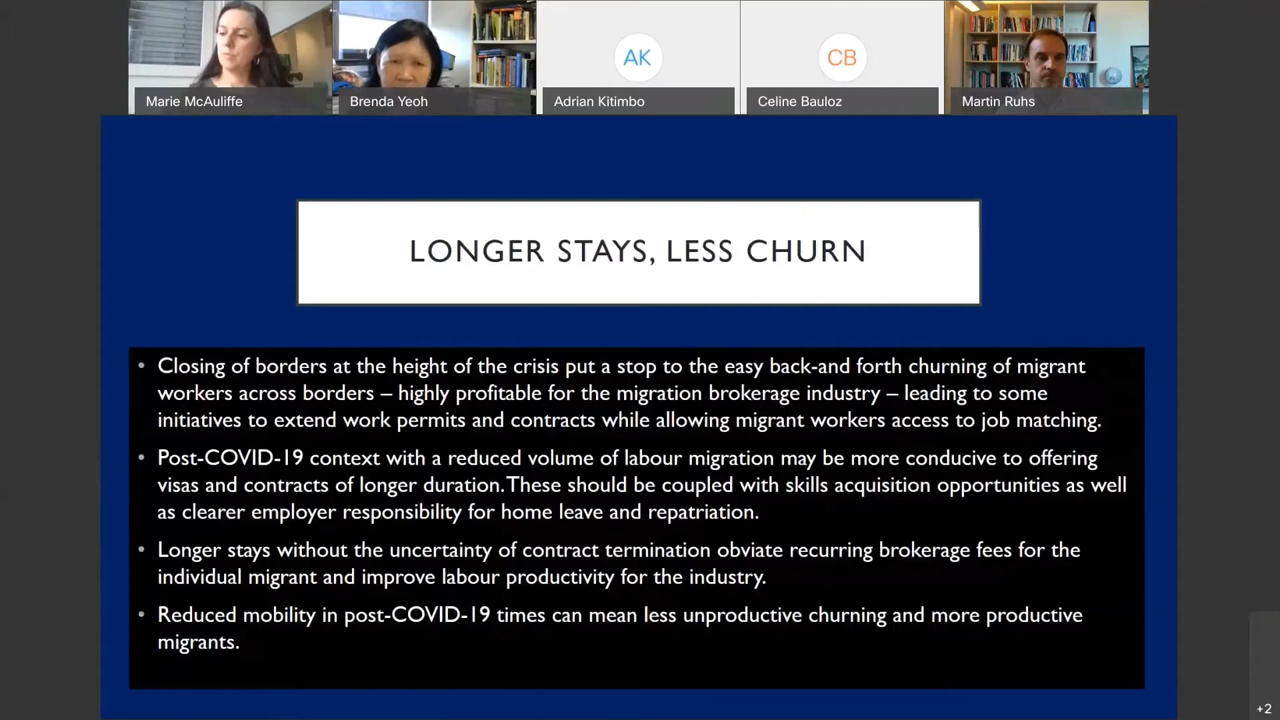 AK
CB
Marie McAuliffe
Brenda Yeoh
Adrian Kitimbo
Celine Bauloz
Martin Ruhs
LONGER STAYS, LESS CHURN
• Closing of borders at the height of the crisis put a stop to the easy back-and forth churning of migrant
workers across borders – highly profitable for the migration brokerage industry – leading to some
initiatives to extend work permits and contracts while allowing migrant workers access to job matching.
• Post-COVID-19 context with a reduced volume of labour migration may be more conducive to offering
visas and contracts of longer duration. These should be coupled with skills acquisition opportunities as well
as clearer employer responsibility for home leave and repatriation.
• Longer stays without the uncertainty of contract termination obviate recurring brokerage fees for the
individual migrant and improve labour productivity for the industry.
• Reduced mobility in post-COVID-19 times can mean less unproductive churning and more productive
migrants.
+2